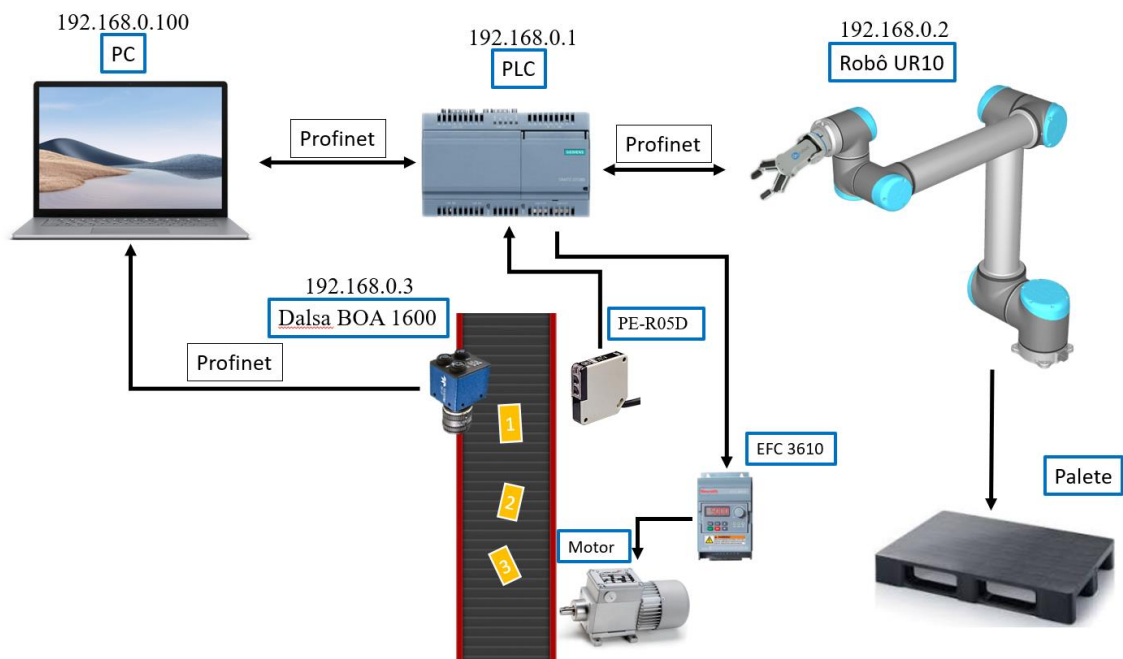 192.168.0.100
PC
192.168.0.1
PLC
192.168.0.2
Robô UR10
Profinet
Profinet
SIEMENS
192.168.0.3
Dalsa BOA 1600
PE-R05D
Profinet
1
2
3
EFC 3610
Motor
Palete